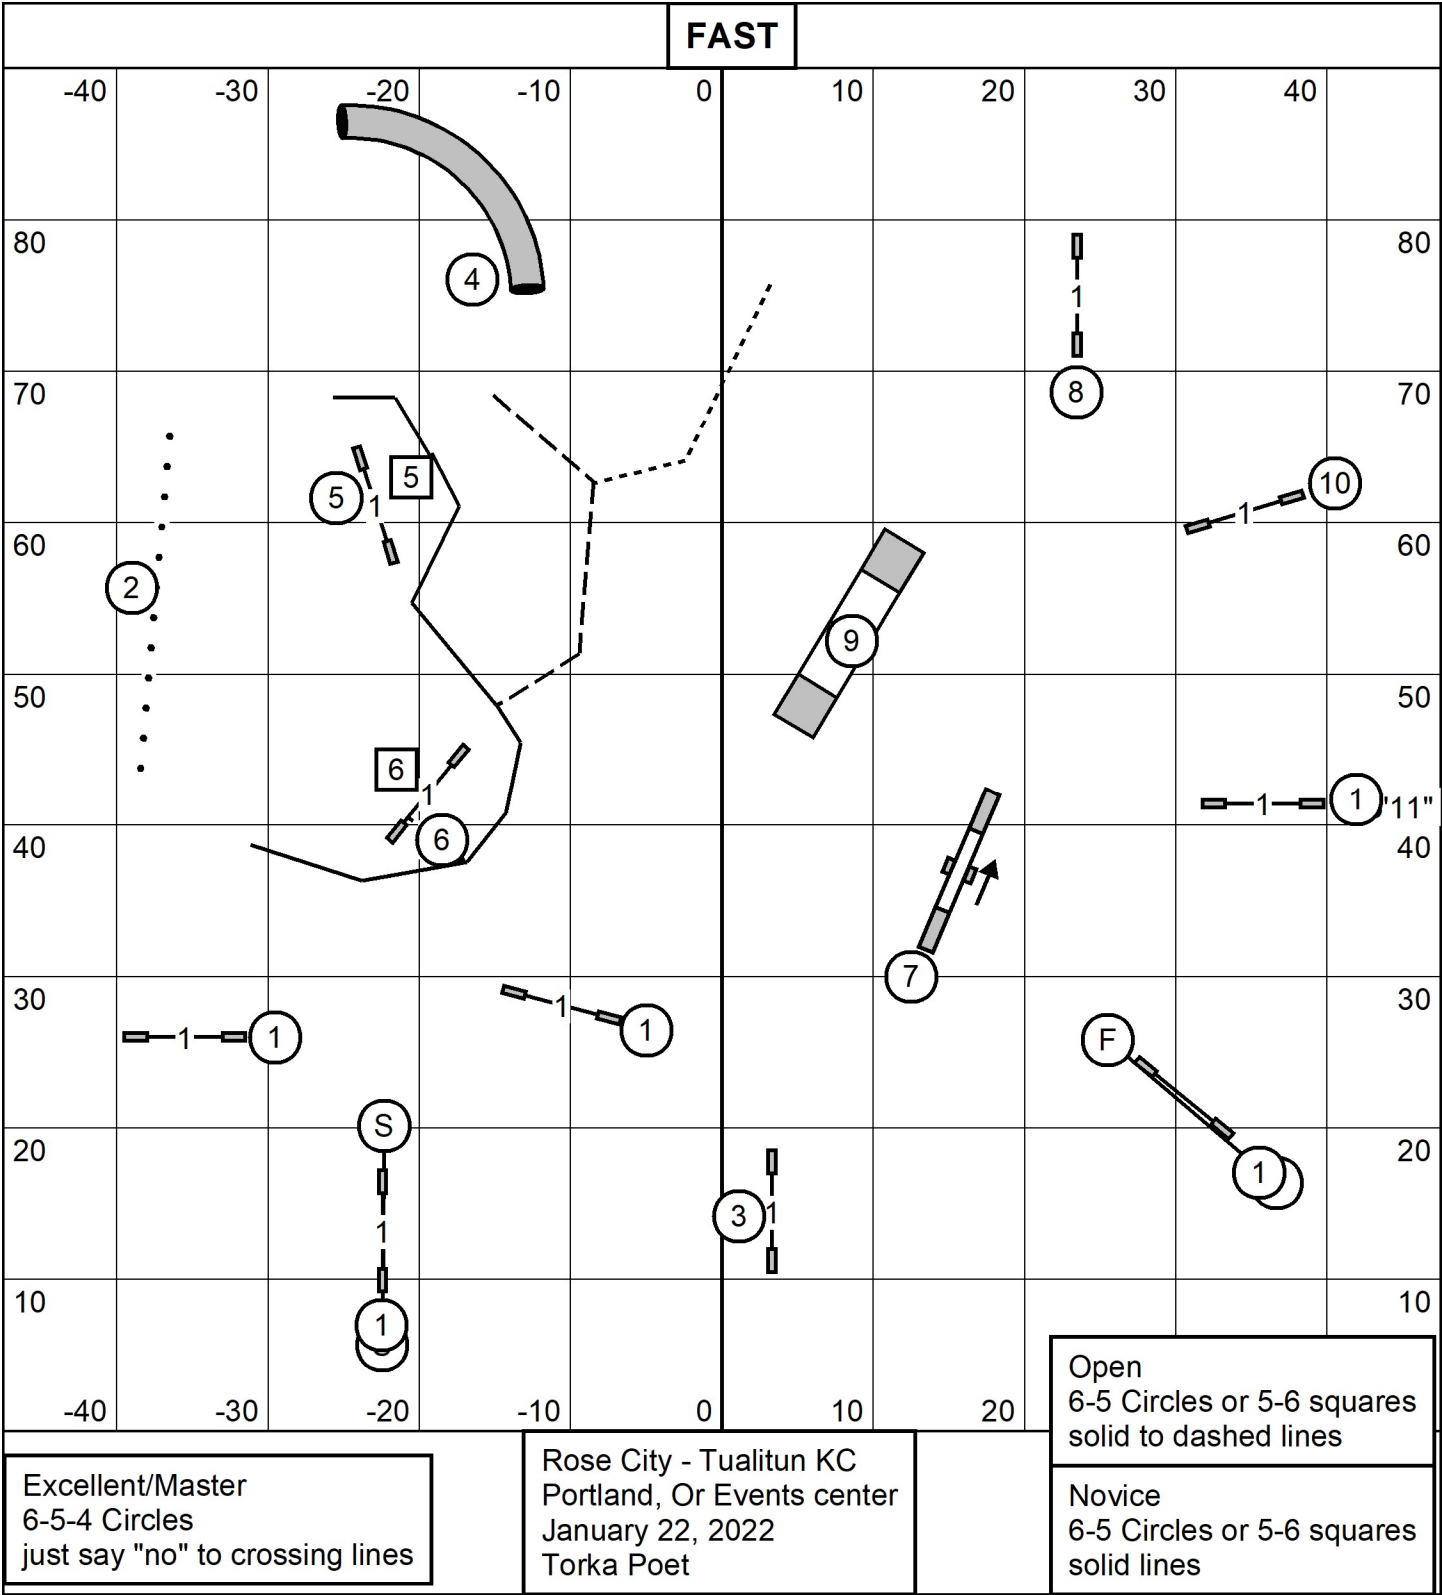 FAST
-40 -30 -20 -10 0 10 20 30 40
80 80
4
1
70 8 70
5
5 1
10
1
60 60
2
9
50 50
6
1
1 1 '11"
40 6 40
7
30 30
1 1
1 1
F
S
20 20
1
3 1
1
10 10
1
-40 -30 -20 -10 0 10 20
Open
6-5 Circles or 5-6 squares
solid to dashed lines
Excellent/Master
6-5-4 Circles
just say "no" to crossing lines
Rose City - Tualitun KC
Portland, Or Events center
January 22, 2022
Torka Poet
Novice
6-5 Circles or 5-6 squares
solid lines